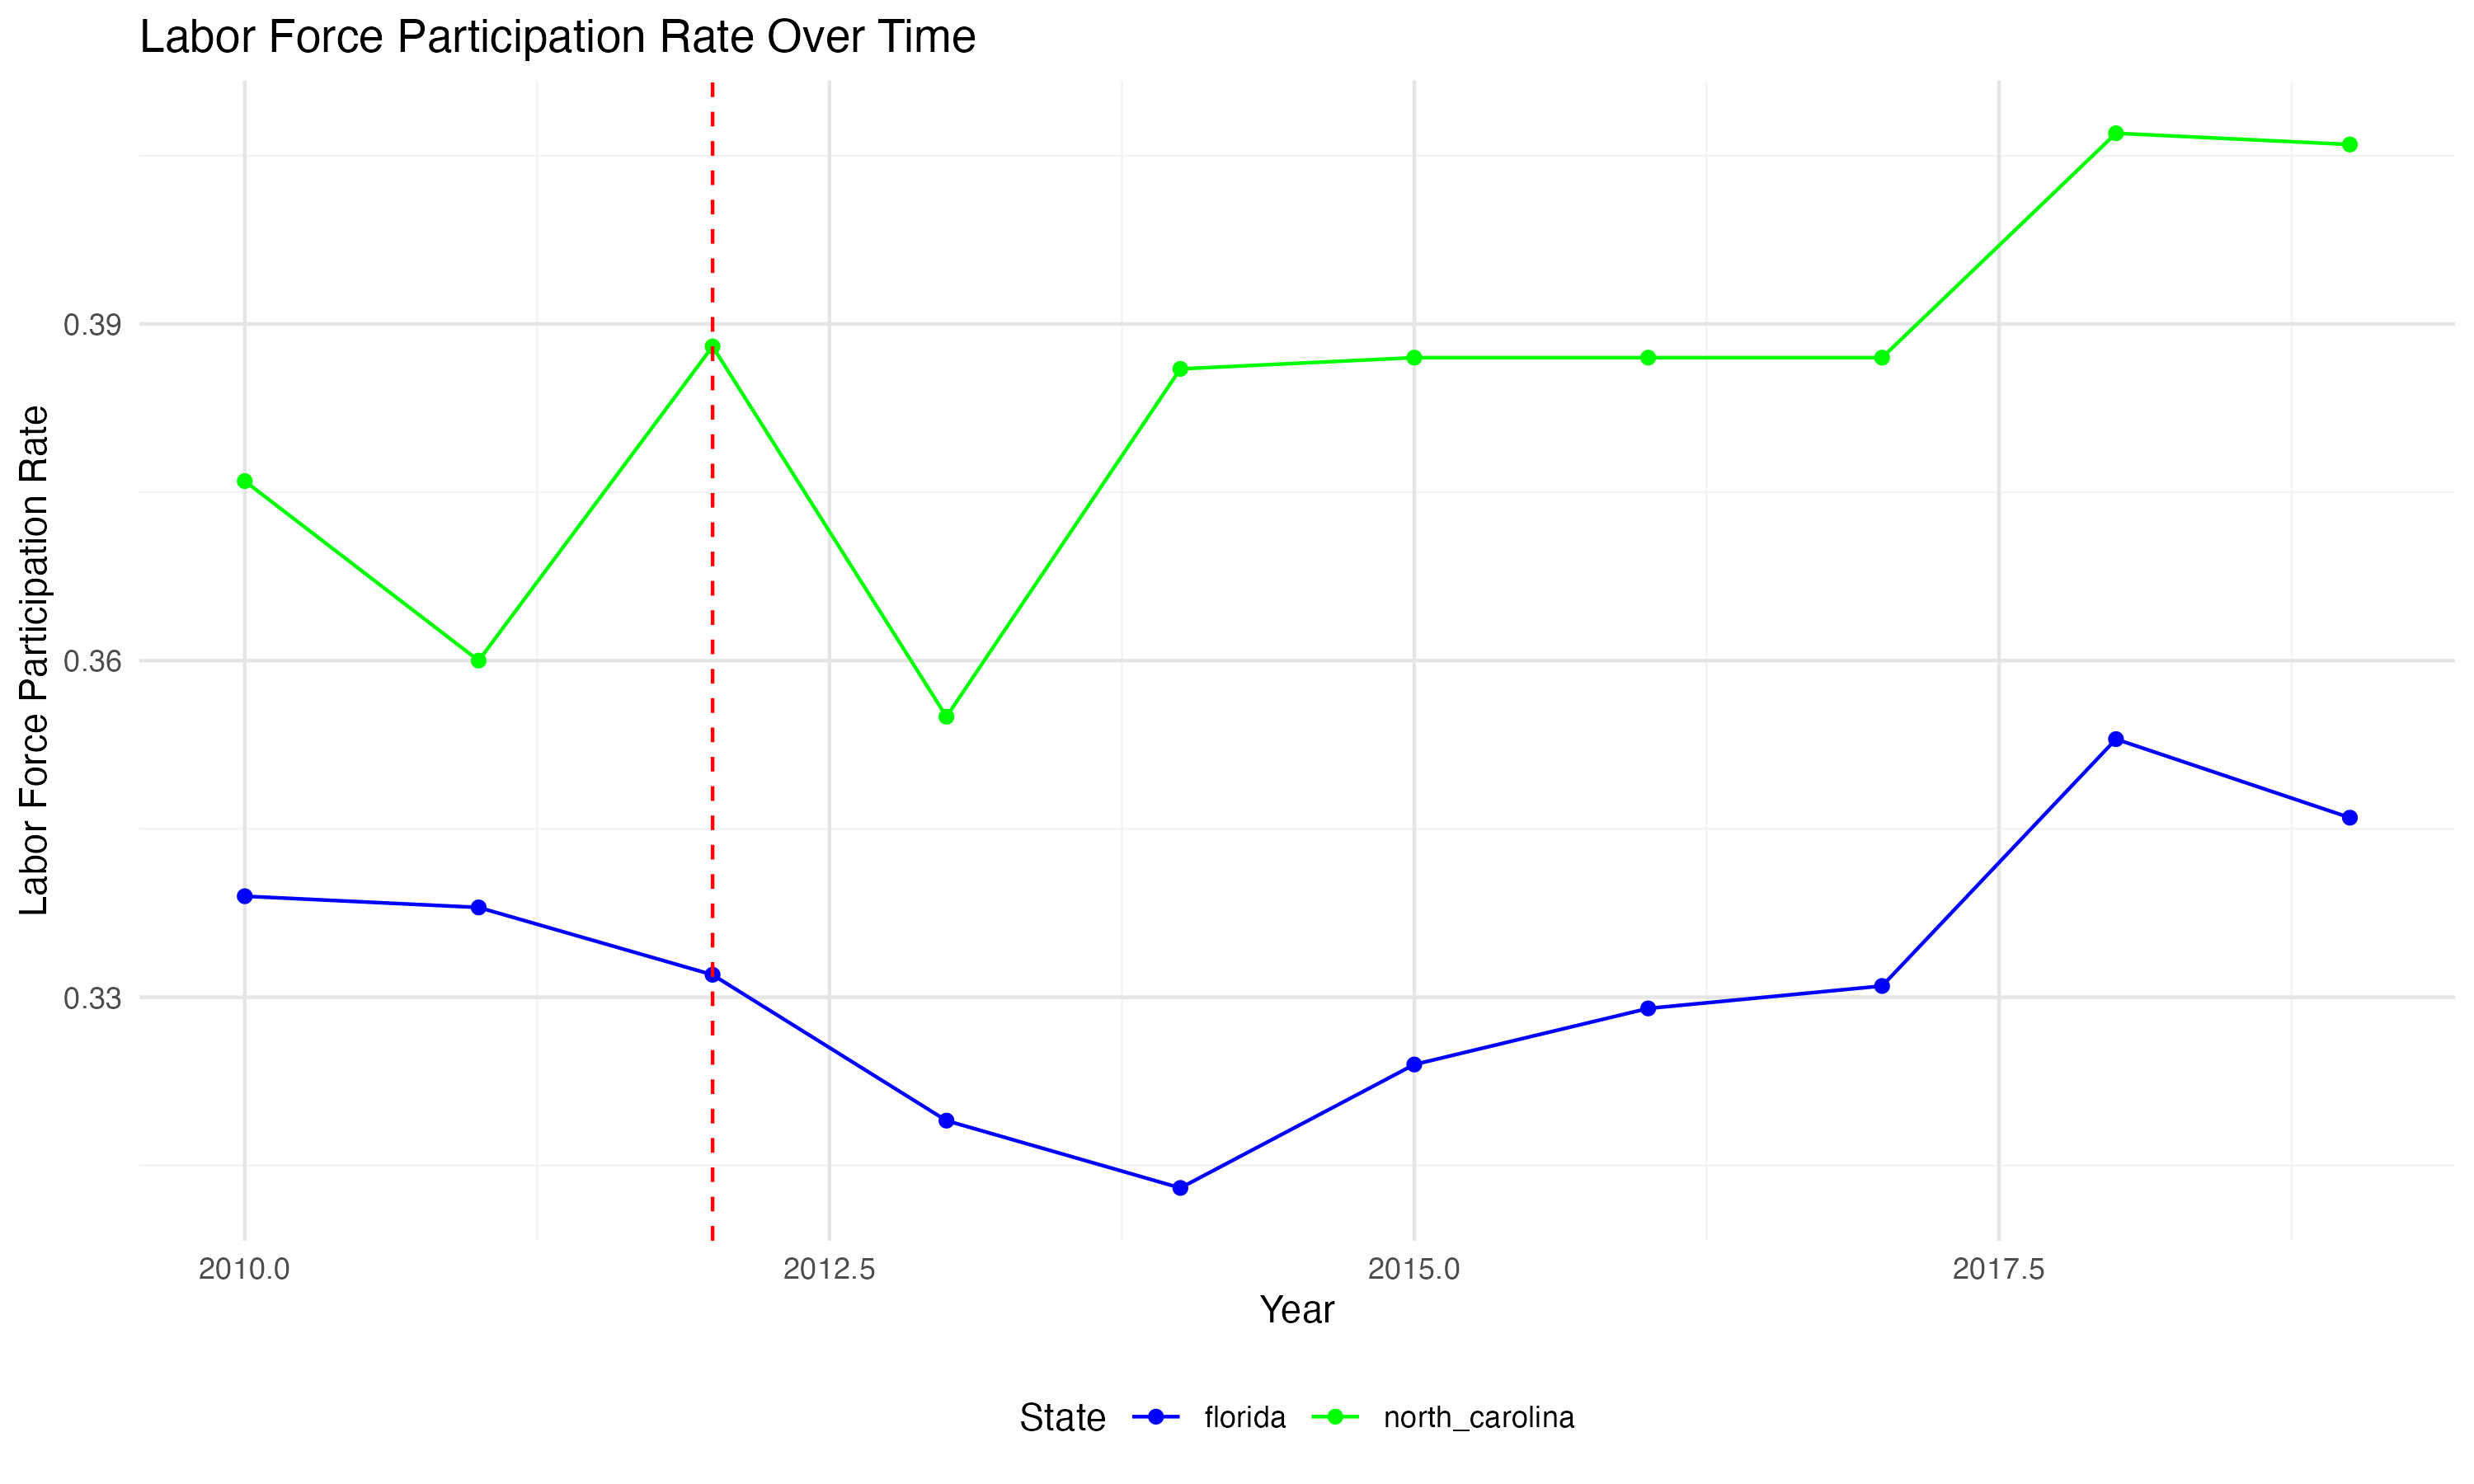 Labor Force Participation Rate Over Time
Labor Force Participation Rate
0.39
0.36
0.33
2010.0 2012.5 2015.0 2017.5
Year
State florida north_carolina